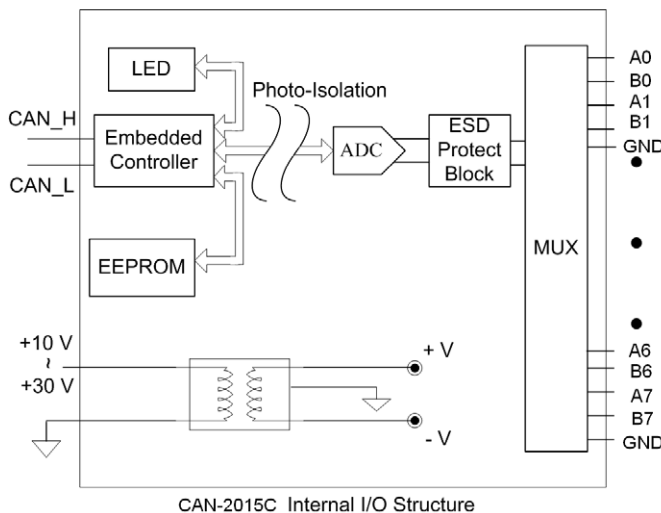 LED
Photo-Isolation
CAN_H
Embedded
Controller
CAN_L
EEPROM
ADC
ESD
Protect
Block
MUX
A0
B0
A1
B1
GND
A6
B6
A7
B7
GND
+10 V
~
+30 V
+ V
- V
CAN-2015C Internal I/O Structure